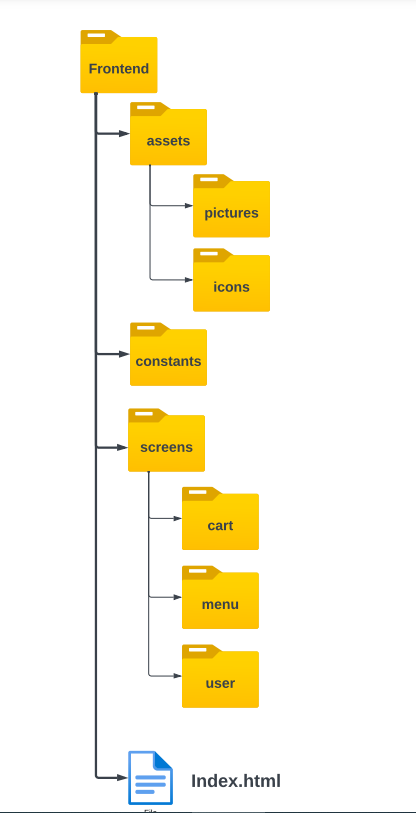 Frontend
assets
pictures
icons
constants
screens
cart
menu
user
Index.html